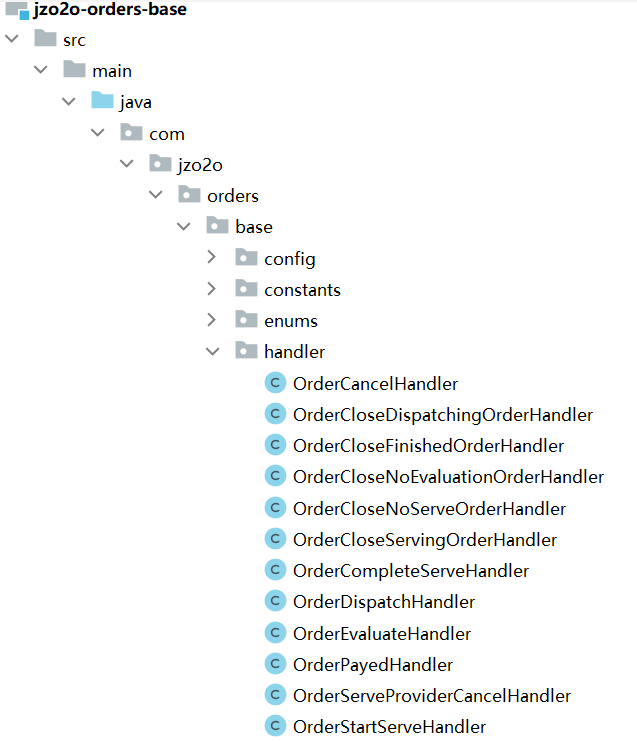 jzo2o-orders-base
src
main
java
com
jzo2o
orders
base
config
constants
enums
handler
C OrderCancelHandler
C OrderCloseDispatchingOrderHandler
C OrderCloseFinishedOrderHandler
C OrderCloseNoEvaluationOrderHandler
C OrderCloseNoServeOrderHandler
C OrderCloseServingOrderHandler
C OrderCompleteServeHandler
C OrderDispatchHandler
C OrderEvaluateHandler
C OrderPayedHandler
C OrderServeProviderCancelHandler
C OrderStartServeHandler